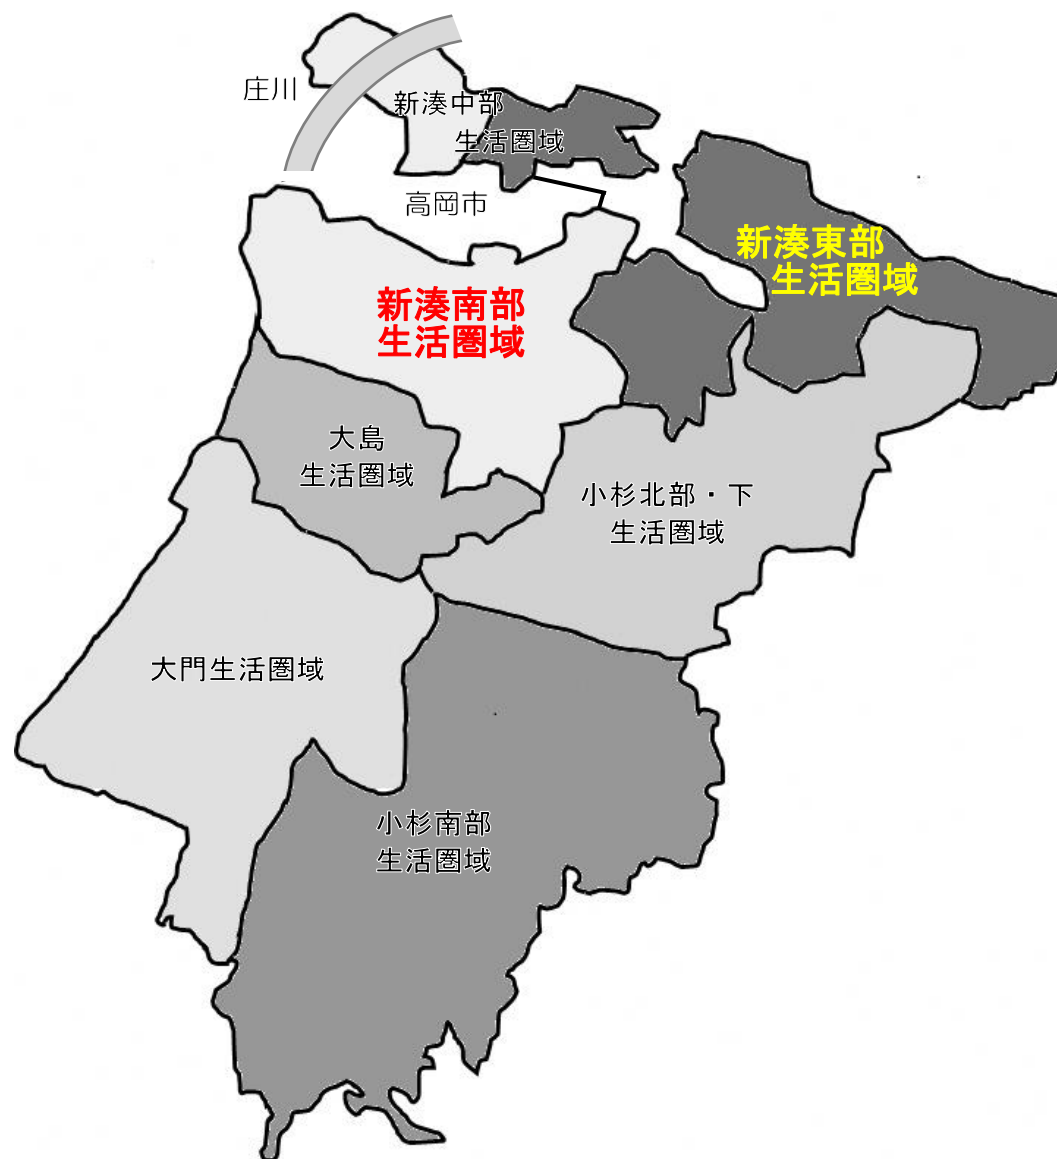 庄川
新湊中部
生活圏域
高岡市
新湊東部
生活圏域
新湊南部
生活圏域
大島
生活圏域
小杉北部・下
生活圏域
大門生活圏域
小杉南部
生活圏域